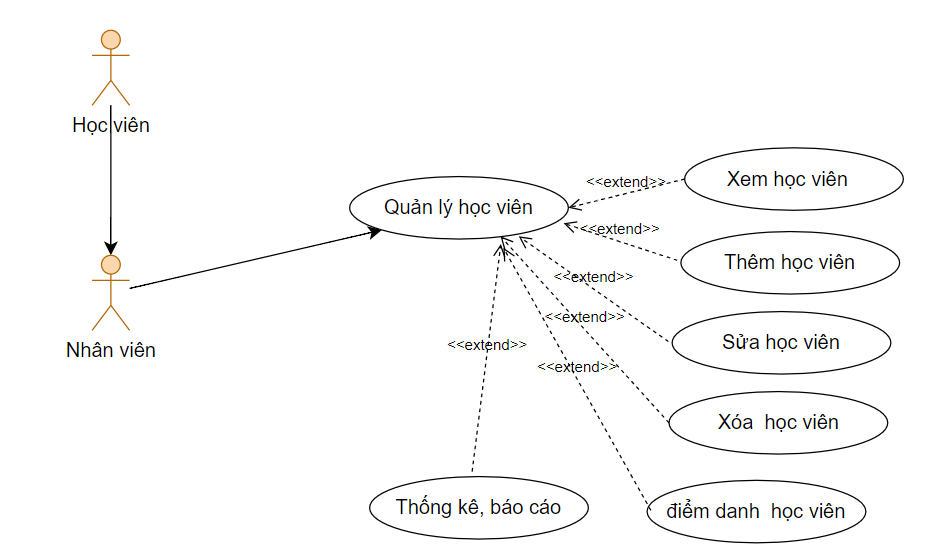 Học viên
Nhân viên
Quản lý học viên
<<extend>>
Xem học viên
<<extend>>
Thêm học viên
<<extend>>
Sửa học viên
<<extend>>
Xóa  học viên
<<extend>>
điểm danh  học viên
<<extend>>
Thống kê, báo cáo